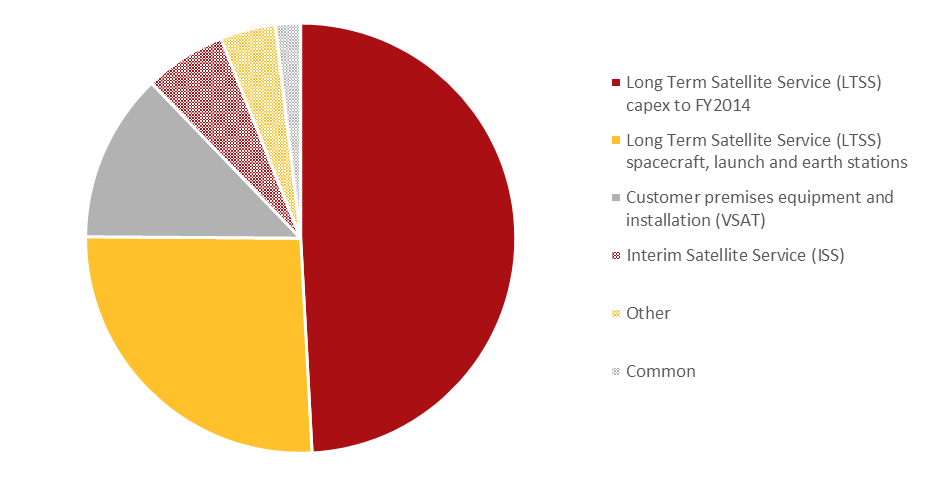 Long Term Satellite Service (LTSS)
capex to FY2014
Long Term Satellite Service (LTSS)
spacecraft, launch and earth stations
Customer premises equipment and
installation (VSAT)
Interim Satellite Service (ISS)
Other
Common